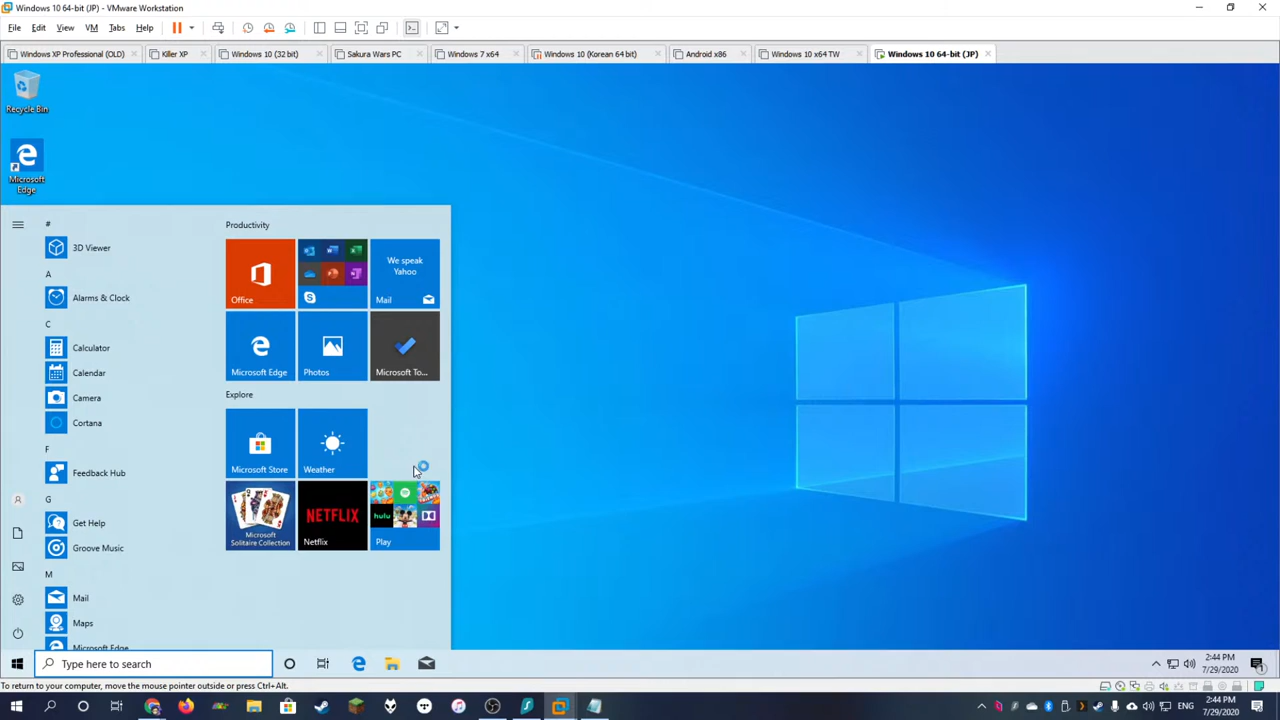 Windows 10 64-bit (JP) - VMware Workstation
File Edit View VM Tabs Help
Windows XP Professional (OLD) Killer XP Windows 10 (32 bit) Sakura Wars PC Windows 7 x64 Windows 10 (Korean 64 bit) Android x86 Windows 10 x64 TW Windows 10 64-bit (JP)
Recycle Bin
Microsoft
Edge
#
3D Viewer
A
Alarms & Clock
C
Calculator
Calendar
Camera
Cortana
F
Feedback Hub
G
Get Help
Groove Music
M
Mail
Maps
Microsoft Edge
Productivity
Office
We speak
Yahoo
Mail
Microsoft Edge
Photos
Microsoft To...
Explore
Microsoft Store
Weather
Microsoft
Solitaire Collection
NETFLIX
Netflix
hulu
Play
Type here to search
2:44 PM
7/29/2020
To return to your computer, move the mouse pointer outside or press Ctrl+Alt.
ENG
2:44 PM
7/29/2020